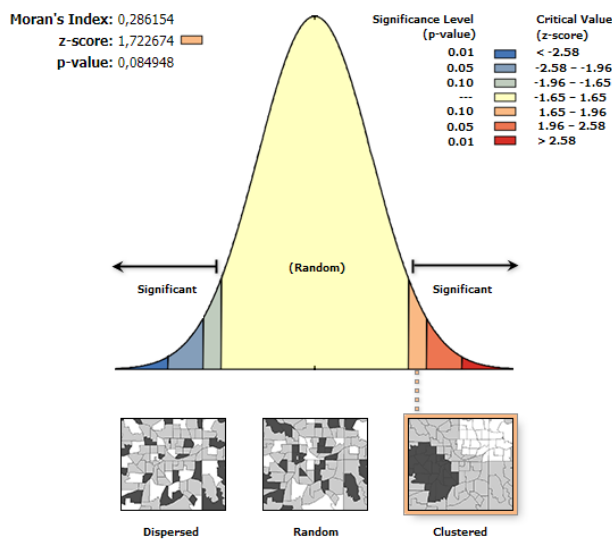 Moran's Index: 0,286154
z-score: 1,722674
p-value: 0,084948
Significance Level
(p-value)
Critical Value
(z-score)
0.01 < -2.58
0.05 -2.58 – -1.96
0.10 -1.96 – -1.65
--- -1.65 – 1.65
0.10 1.65 – 1.96
0.05 1.96 – 2.58
0.01 > 2.58
(Random)
Significant
Significant
Dispersed
Random
Clustered